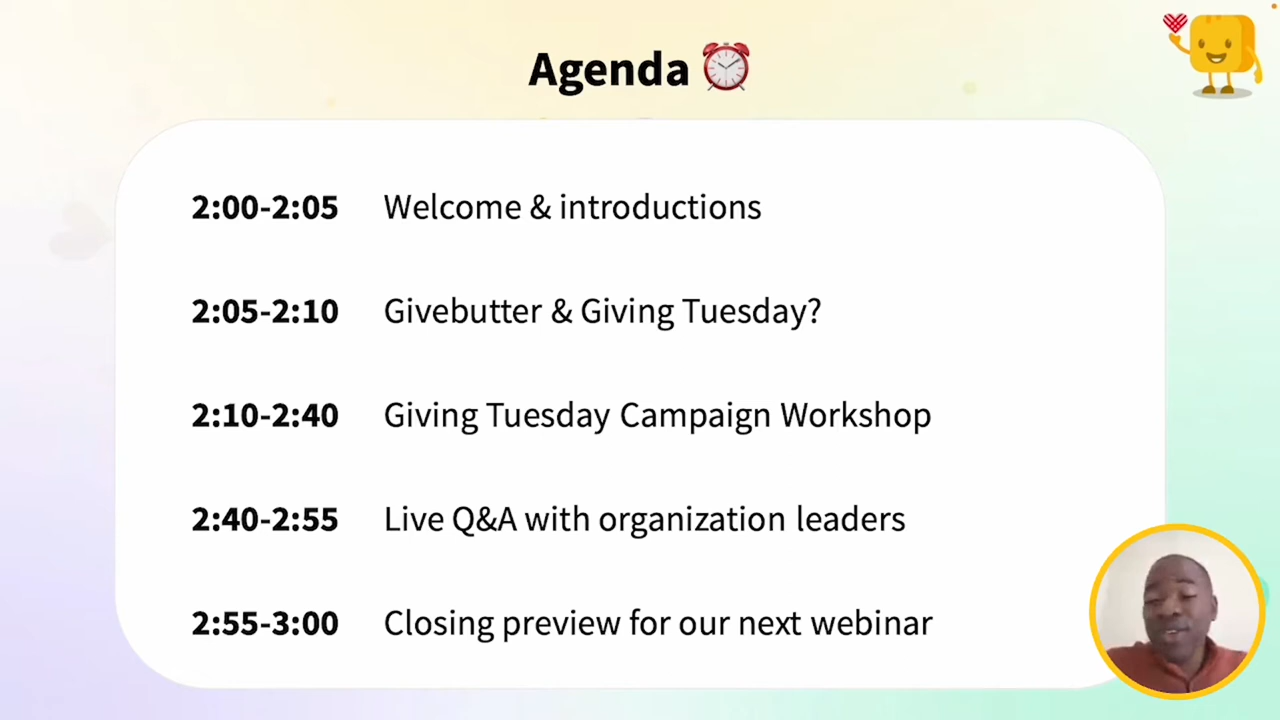 Agenda ⏰
2:00-2:05 Welcome & introductions
2:05-2:10 Givebutter & Giving Tuesday?
2:10-2:40 Giving Tuesday Campaign Workshop
2:40-2:55 Live Q&A with organization leaders
2:55-3:00 Closing preview for our next webinar